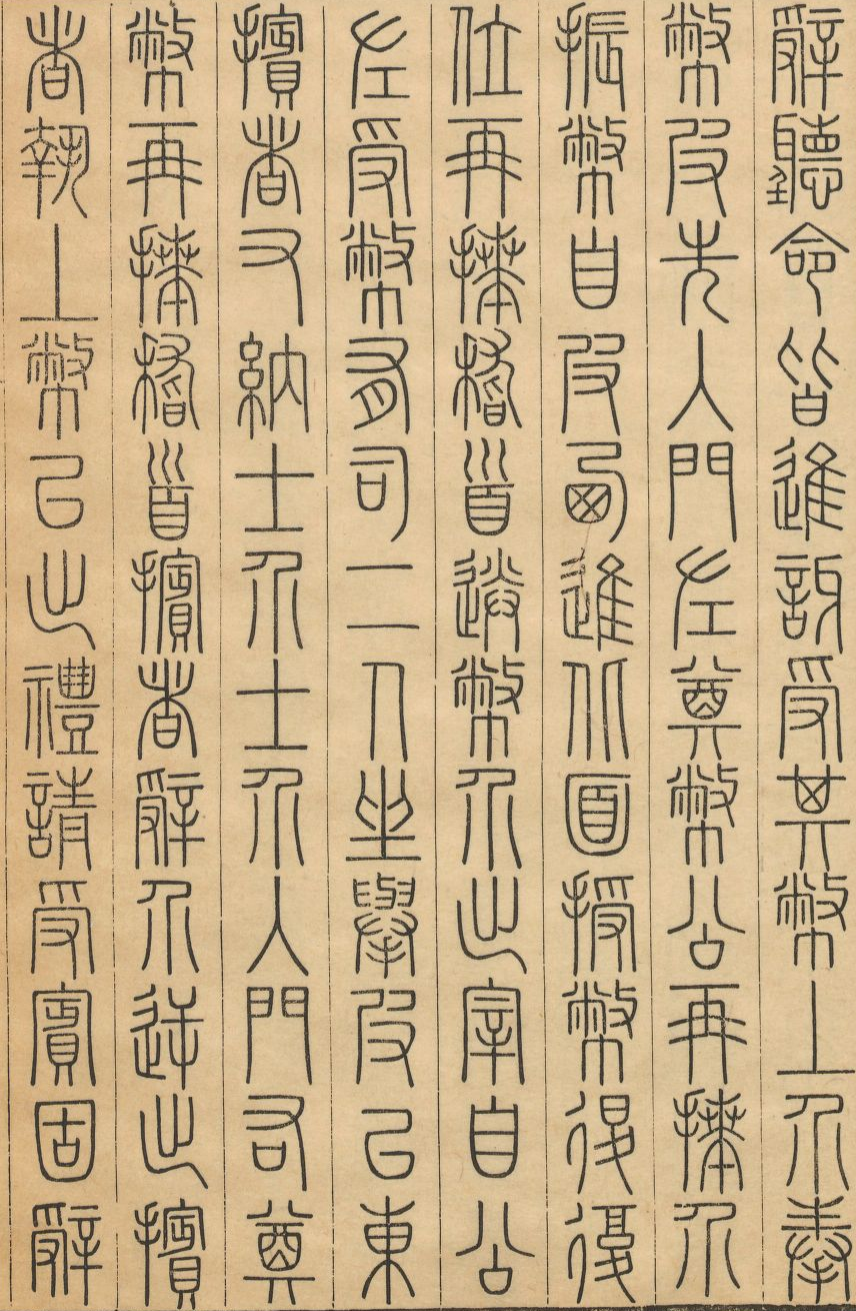 辭聽命皆進訝受其幣上介奉
幣皮先入門左奠幣公再拜介
振幣自皮西進北面授幣退復
位再拜稽首送幣介出宰自公
左受幣有司二人坐舉皮以東
擯者又納士介士介入門右奠
幣再拜稽首擯者辭介逆出擯
者執上幣以出禮請受賓固辭